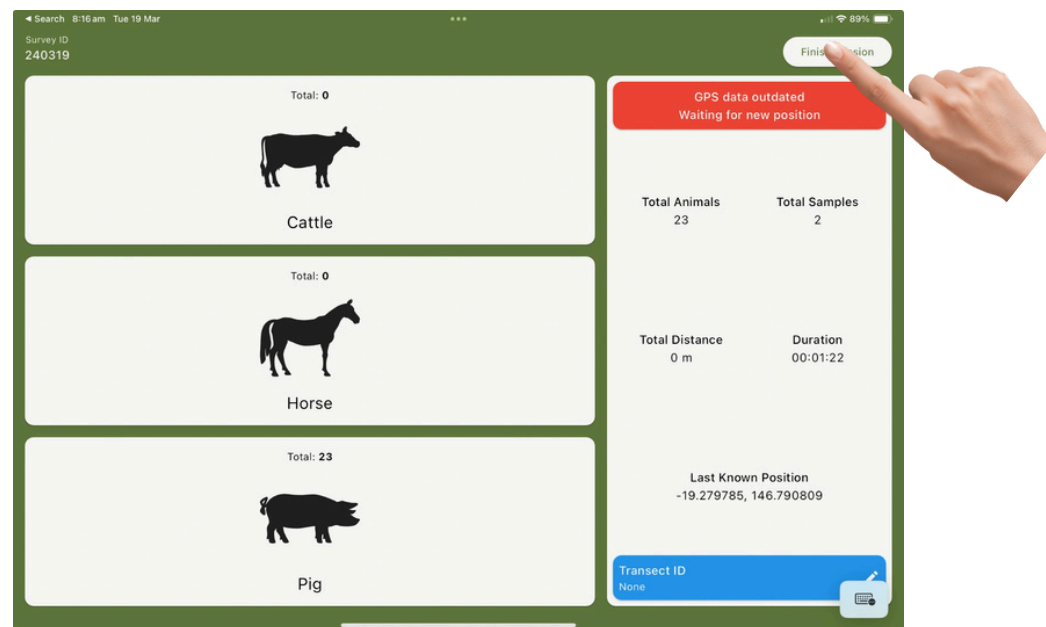 ◀ Search 8:16 am Tue 19 Mar
89%
Survey ID
240319
Total: 0
Cattle
Total: 0
Horse
Total: 23
Pig
GPS data outdated
Waiting for new position
Total Animals Total Samples
23 2
Total Distance Duration
0 m 00:01:22
Last Known Position
-19.279785, 146.790809
Transect ID
None